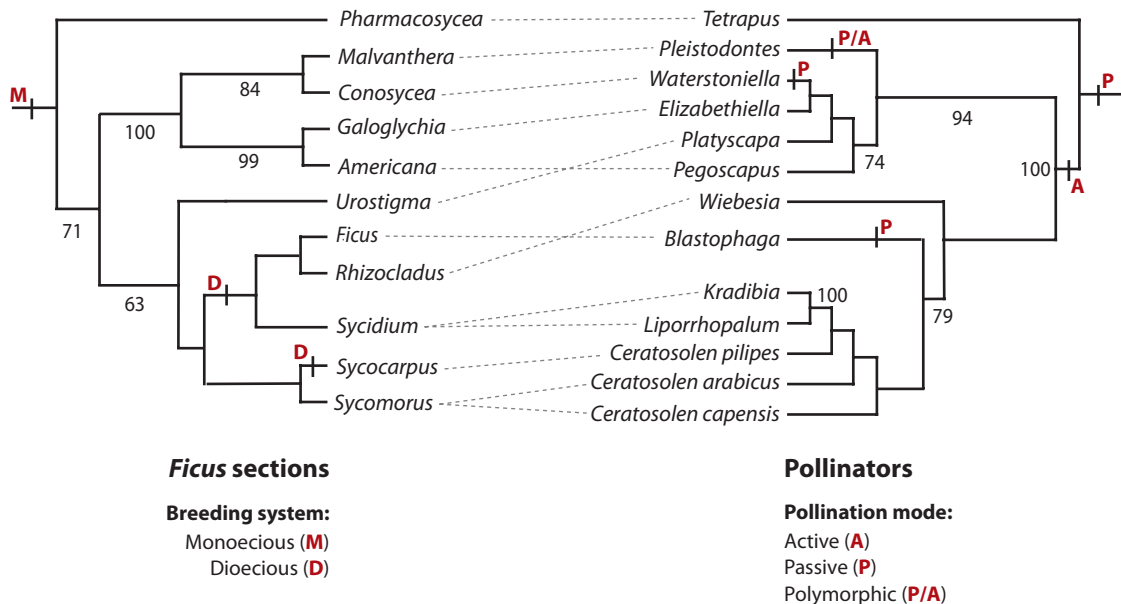 Pharmacosycea
Tetrapus
Malvanthera
Pleistodontes
P/A
Waterstoniella
P
P
M
84
Conosycea
Elizabethiella
94
100
Galoglychia
Platyscapa
99
Americana
Pegoscapus
74
100
A
Urostigma
Wiebesia
71
Ficus
Blastophaga
P
D
Rhizocladus
63
Kradibia
100
79
Sycidium
Liporrhopalum
D
Sycocarpus
Ceratosolen pilipes
Ceratosolen arabicus
Sycomorus
Ceratosolen capensis
Ficus sections
Breeding system:
Monoecious (M)
Dioecious (D)
Pollinators
Pollination mode:
Active (A)
Passive (P)
Polymorphic (P/A)